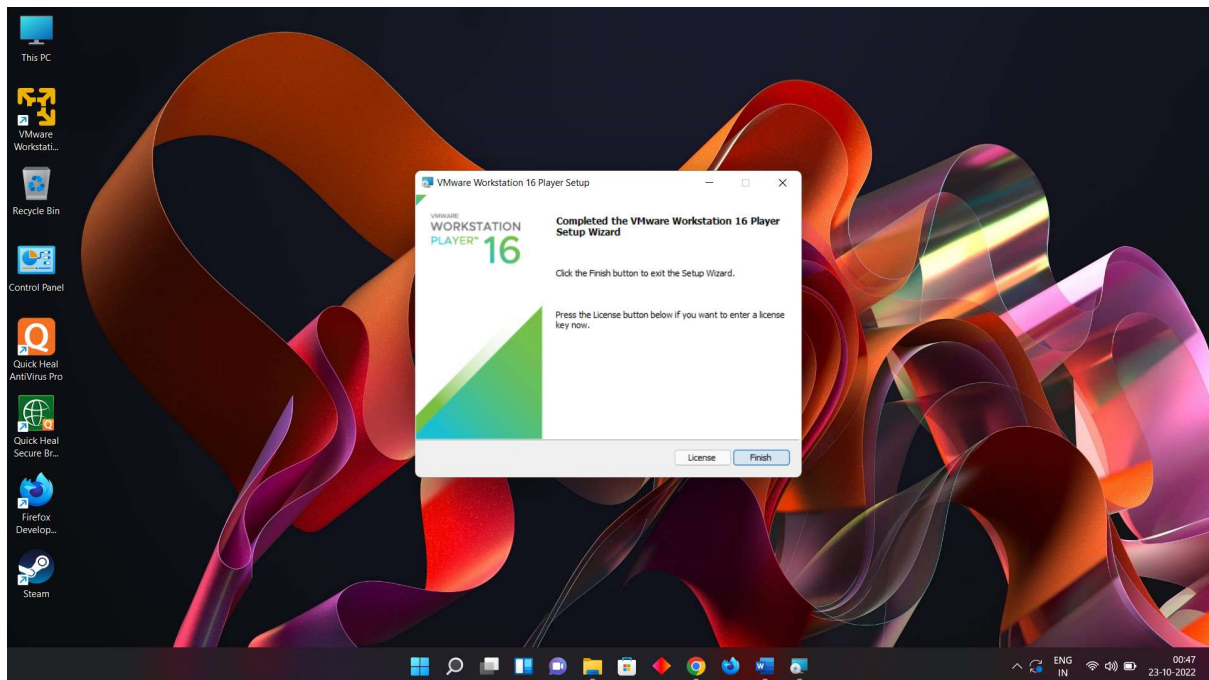 This PC
VMware
Workstati...
Recycle Bin
Control Panel
Quick Heal
AntiVirus Pro
Quick Heal
Secure Br...
Firefox
Develop...
Steam
VMware Workstation 16 Player Setup
VMWARE
WORKSTATION
PLAYER™ 16
Completed the VMware Workstation 16 Player
Setup Wizard
Click the Finish button to exit the Setup Wizard.
Press the License button below if you want to enter a license
key now.
License
Finish
ENG
IN
00:47
23-10-2022